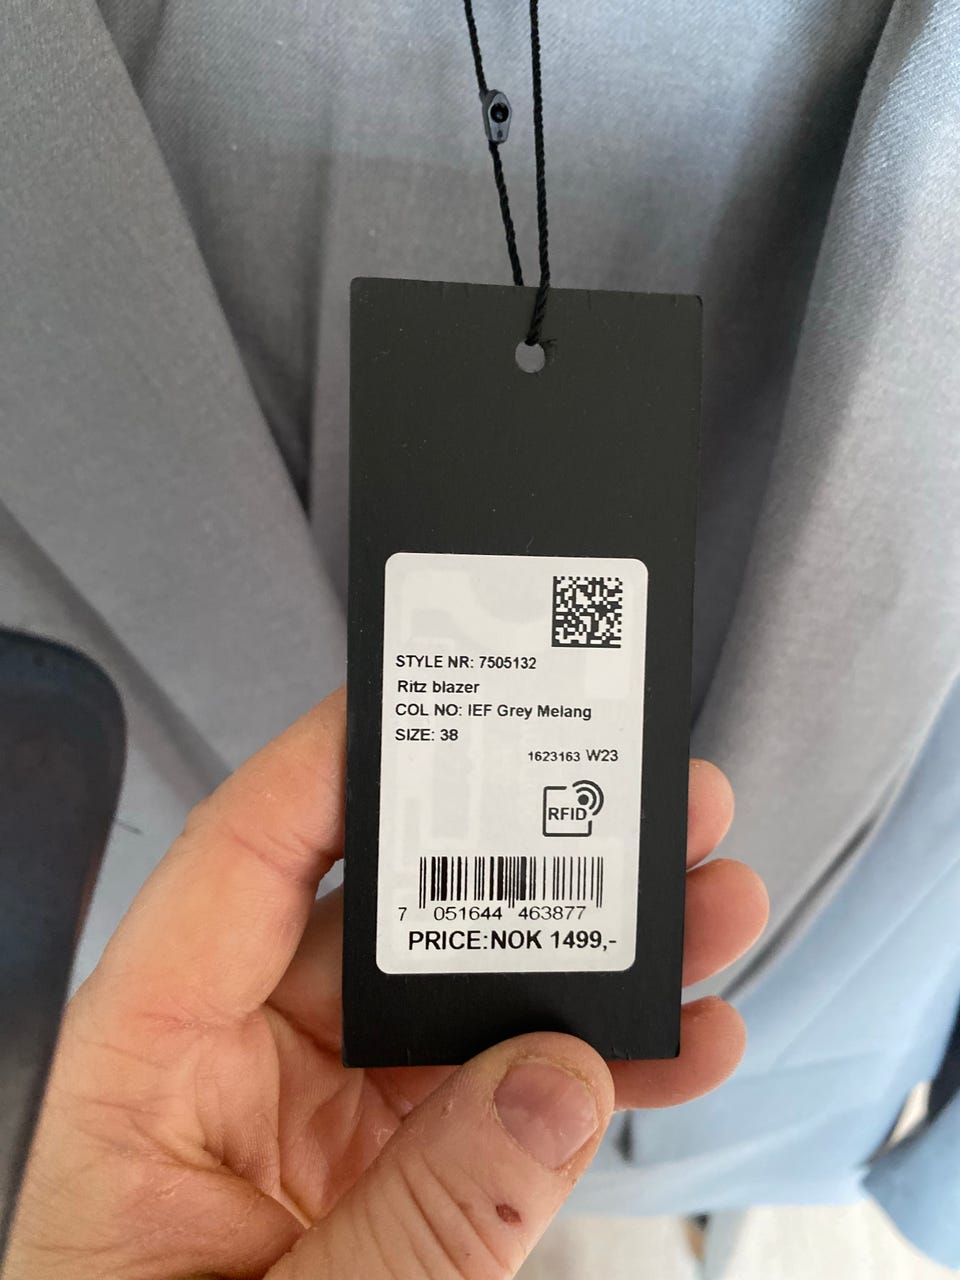 STYLE NR: 7505132
Ritz blazer
COL NO: IEF Grey Melang
SIZE: 38
1623163 W23
RFID
7 051644 463877
PRICE:NOK 1499,-